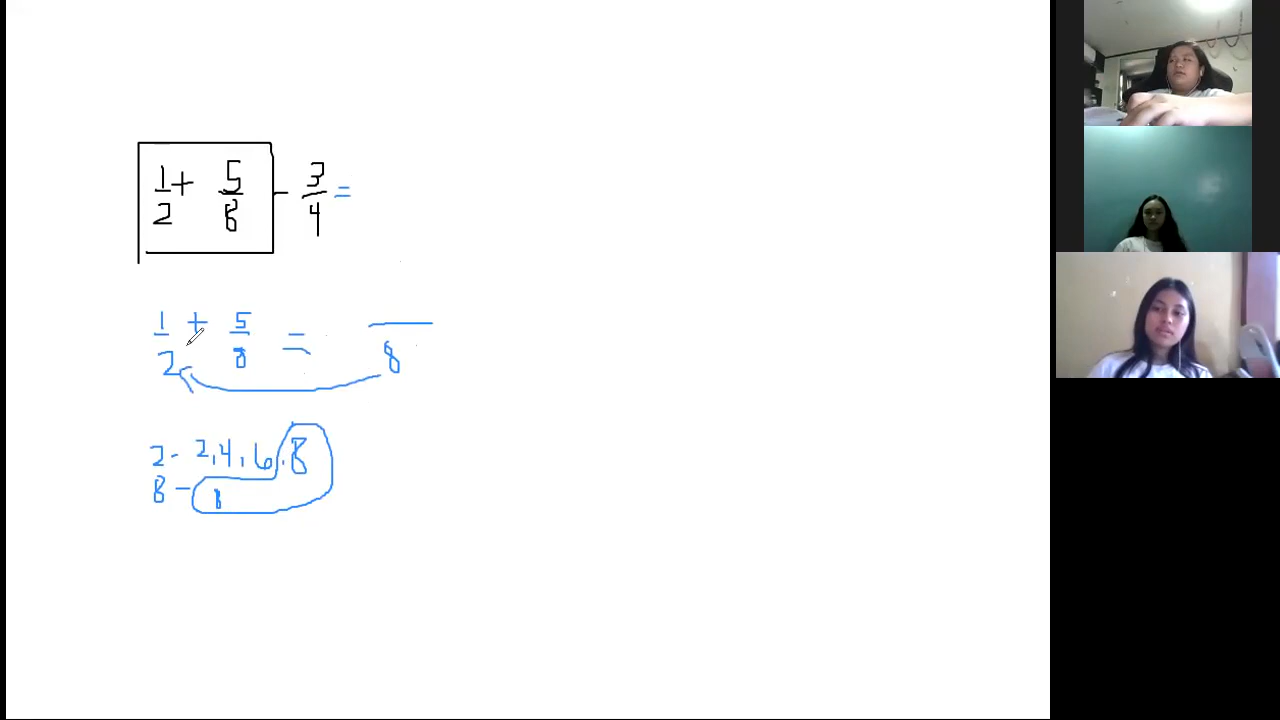 1/2 + 5/8 - 3/4 =
1/2 + 5/8 = /8
2- 2,4,6,8
8 - 8